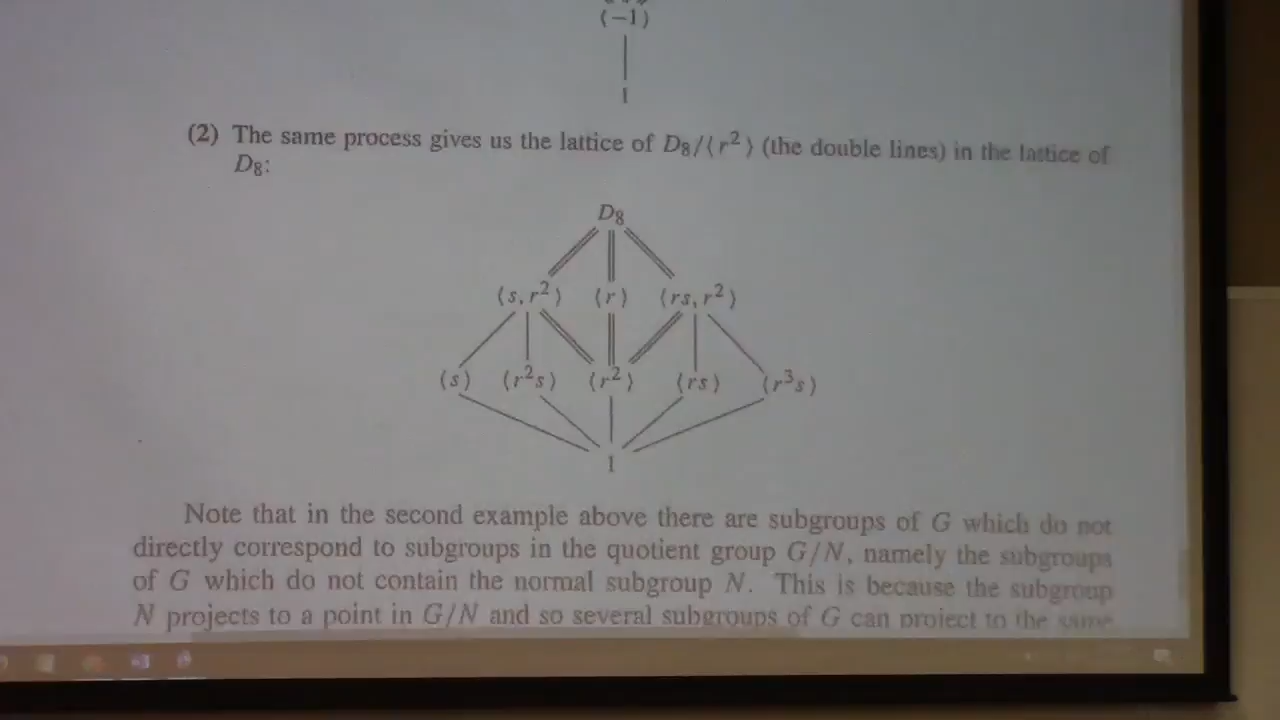 ⟨−1⟩
1
(2) The same process gives us the lattice of D₈/⟨r²⟩ (the double lines) in the lattice of
D₈:
D₈
⟨s, r²⟩ ⟨r⟩ ⟨rs, r²⟩
⟨s⟩ ⟨r²s⟩ ⟨r²⟩ ⟨rs⟩ ⟨r³s⟩
1
Note that in the second example above there are subgroups of G which do not
directly correspond to subgroups in the quotient group G/N, namely the subgroups
of G which do not contain the normal subgroup N. This is because the subgroup
N projects to a point in G/N and so several subgroups of G can project to the same